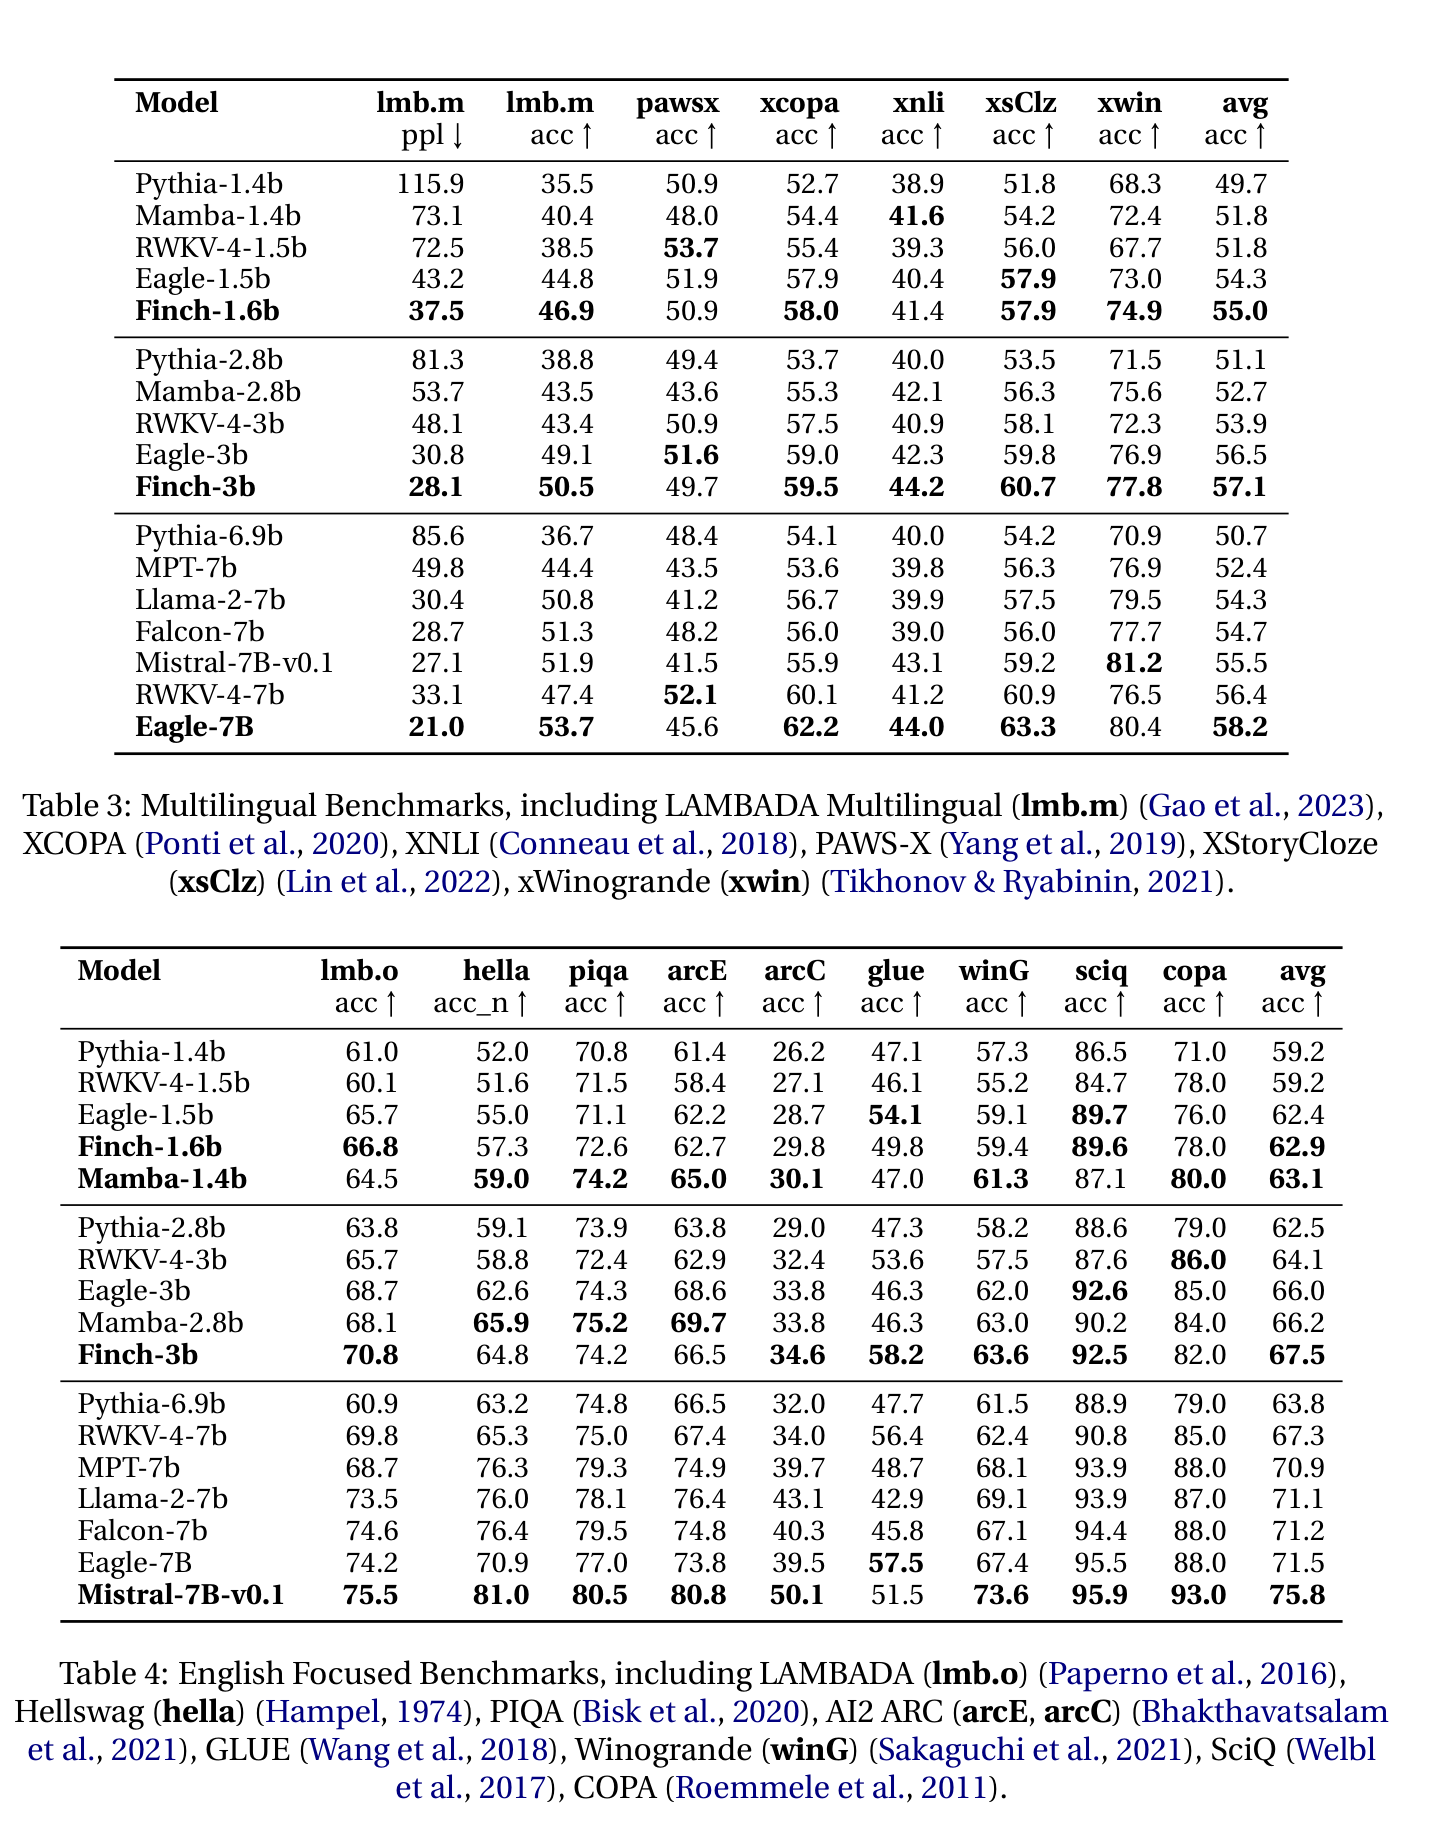 Model lmb.m lmb.m pawsx xcopa xnli xsClz xwin avg
ppl ↓ acc ↑ acc ↑ acc ↑ acc ↑ acc ↑ acc ↑ acc ↑
Pythia-1.4b 115.9 35.5 50.9 52.7 38.9 51.8 68.3 49.7
Mamba-1.4b 73.1 40.4 48.0 54.4 41.6 54.2 72.4 51.8
RWKV-4-1.5b 72.5 38.5 53.7 55.4 39.3 56.0 67.7 51.8
Eagle-1.5b 43.2 44.8 51.9 57.9 40.4 57.9 73.0 54.3
Finch-1.6b 37.5 46.9 50.9 58.0 41.4 57.9 74.9 55.0
Pythia-2.8b 81.3 38.8 49.4 53.7 40.0 53.5 71.5 51.1
Mamba-2.8b 53.7 43.5 43.6 55.3 42.1 56.3 75.6 52.7
RWKV-4-3b 48.1 43.4 50.9 57.5 40.9 58.1 72.3 53.9
Eagle-3b 30.8 49.1 51.6 59.0 42.3 59.8 76.9 56.5
Finch-3b 28.1 50.5 49.7 59.5 44.2 60.7 77.8 57.1
Pythia-6.9b 85.6 36.7 48.4 54.1 40.0 54.2 70.9 50.7
MPT-7b 49.8 44.4 43.5 53.6 39.8 56.3 76.9 52.4
Llama-2-7b 30.4 50.8 41.2 56.7 39.9 57.5 79.5 54.3
Falcon-7b 28.7 51.3 48.2 56.0 39.0 56.0 77.7 54.7
Mistral-7B-v0.1 27.1 51.9 41.5 55.9 43.1 59.2 81.2 55.5
RWKV-4-7b 33.1 47.4 52.1 60.1 41.2 60.9 76.5 56.4
Eagle-7B 21.0 53.7 45.6 62.2 44.0 63.3 80.4 58.2
Table 3: Multilingual Benchmarks, including LAMBADA Multilingual (lmb.m) (Gao et al., 2023),
XCOPA (Ponti et al., 2020), XNLI (Conneau et al., 2018), PAWS-X (Yang et al., 2019), XStoryCloze
(xsClz) (Lin et al., 2022), xWinogrande (xwin) (Tikhonov & Ryabinin, 2021).
Model lmb.o hella piqa arcE arcC glue winG sciq copa avg
acc ↑ acc_n ↑ acc ↑ acc ↑ acc ↑ acc ↑ acc ↑ acc ↑ acc ↑ acc ↑
Pythia-1.4b 61.0 52.0 70.8 61.4 26.2 47.1 57.3 86.5 71.0 59.2
RWKV-4-1.5b 60.1 51.6 71.5 58.4 27.1 46.1 55.2 84.7 78.0 59.2
Eagle-1.5b 65.7 55.0 71.1 62.2 28.7 54.1 59.1 89.7 76.0 62.4
Finch-1.6b 66.8 57.3 72.6 62.7 29.8 49.8 59.4 89.6 78.0 62.9
Mamba-1.4b 64.5 59.0 74.2 65.0 30.1 47.0 61.3 87.1 80.0 63.1
Pythia-2.8b 63.8 59.1 73.9 63.8 29.0 47.3 58.2 88.6 79.0 62.5
RWKV-4-3b 65.7 58.8 72.4 62.9 32.4 53.6 57.5 87.6 86.0 64.1
Eagle-3b 68.7 62.6 74.3 68.6 33.8 46.3 62.0 92.6 85.0 66.0
Mamba-2.8b 68.1 65.9 75.2 69.7 33.8 46.3 63.0 90.2 84.0 66.2
Finch-3b 70.8 64.8 74.2 66.5 34.6 58.2 63.6 92.5 82.0 67.5
Pythia-6.9b 60.9 63.2 74.8 66.5 32.0 47.7 61.5 88.9 79.0 63.8
RWKV-4-7b 69.8 65.3 75.0 67.4 34.0 56.4 62.4 90.8 85.0 67.3
MPT-7b 68.7 76.3 79.3 74.9 39.7 48.7 68.1 93.9 88.0 70.9
Llama-2-7b 73.5 76.0 78.1 76.4 43.1 42.9 69.1 93.9 87.0 71.1
Falcon-7b 74.6 76.4 79.5 74.8 40.3 45.8 67.1 94.4 88.0 71.2
Eagle-7B 74.2 70.9 77.0 73.8 39.5 57.5 67.4 95.5 88.0 71.5
Mistral-7B-v0.1 75.5 81.0 80.5 80.8 50.1 51.5 73.6 95.9 93.0 75.8
Table 4: English Focused Benchmarks, including LAMBADA (lmb.o) (Paperno et al., 2016),
Hellswag (hella) (Hampel, 1974), PIQA (Bisk et al., 2020), AI2 ARC (arcE, arcC) (Bhakthavatsalam
et al., 2021), GLUE (Wang et al., 2018), Winogrande (winG) (Sakaguchi et al., 2021), SciQ (Welbl
et al., 2017), COPA (Roemmele et al., 2011).